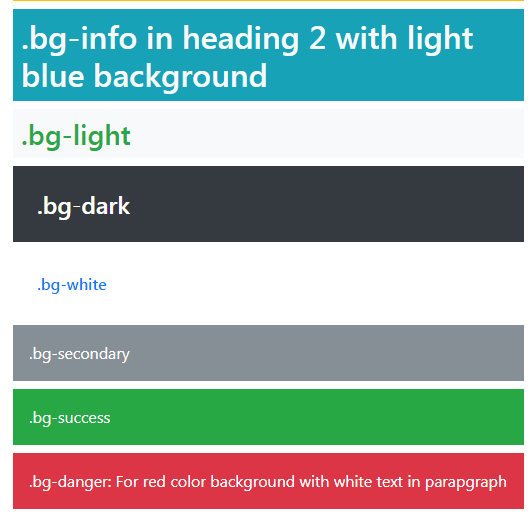 .bg-info in heading 2 with light
blue background
.bg-light
.bg-dark
.bg-white
.bg-secondary
.bg-success
.bg-danger: For red color background with white text in parapgraph